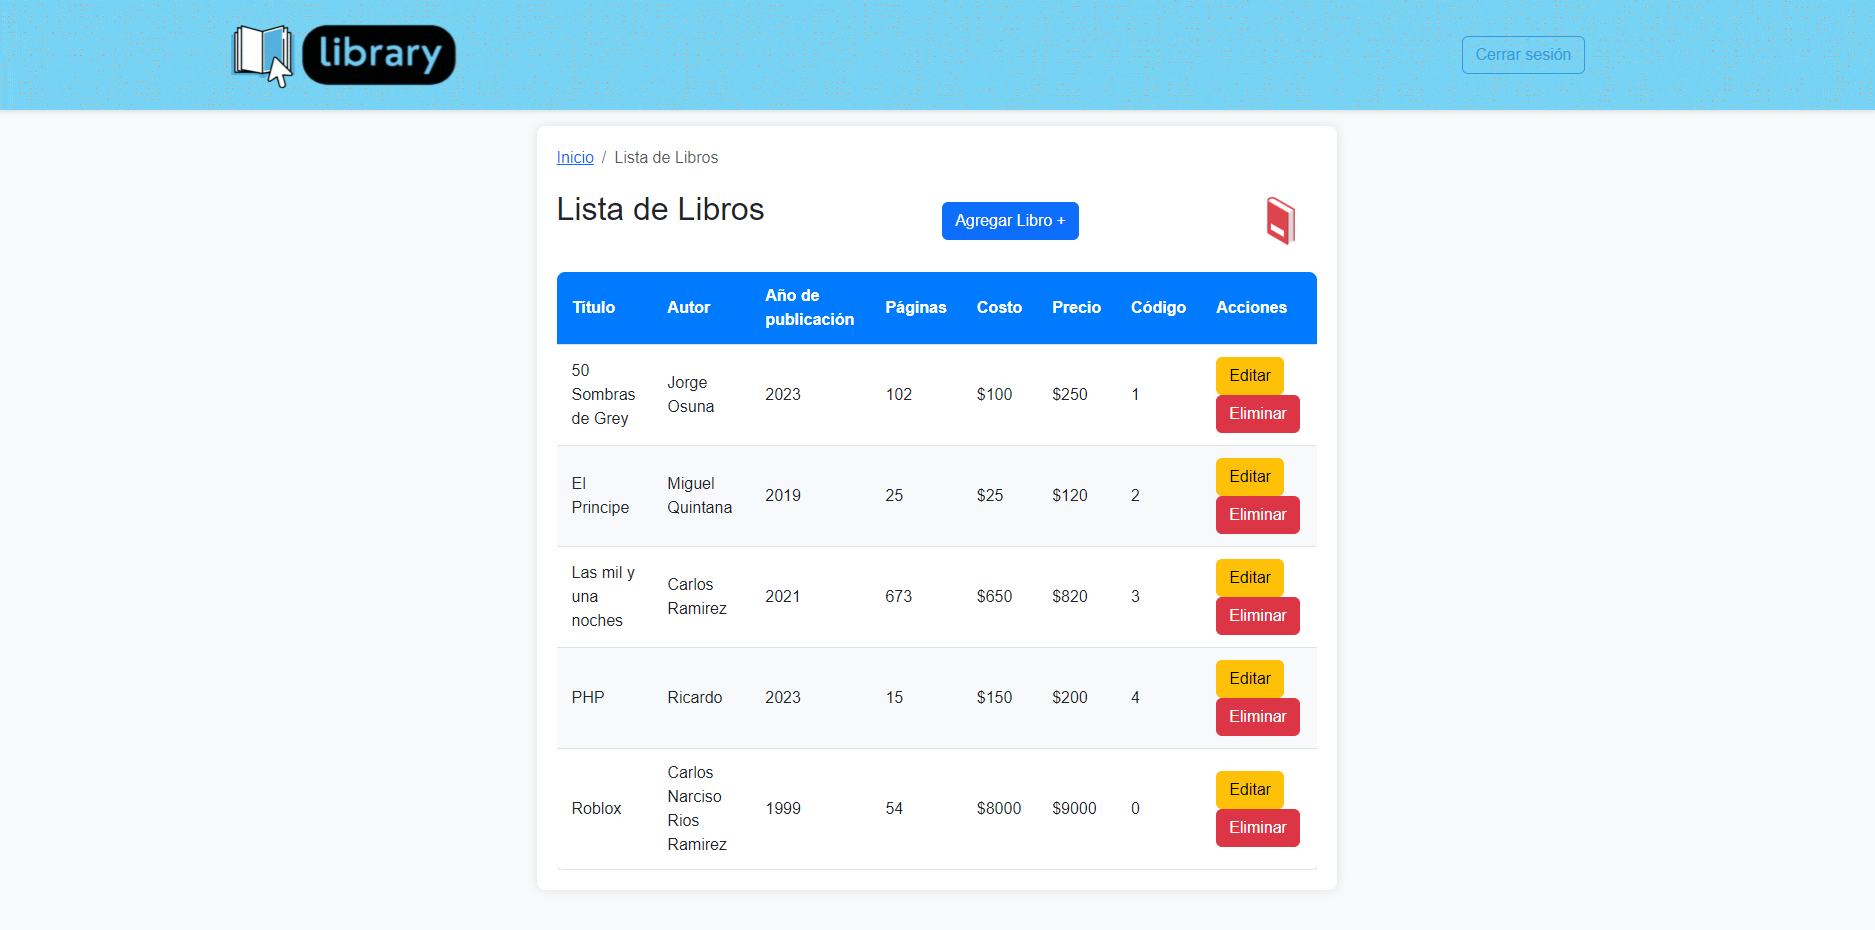 library
Cerrar sesión
Inicio / Lista de Libros
Lista de Libros
Agregar Libro +
Título Autor Año de publicación Páginas Costo Precio Código Acciones
50 Sombras de Grey Jorge Osuna 2023 102 $100 $250 1 Editar Eliminar
El Principe Miguel Quintana 2019 25 $25 $120 2 Editar Eliminar
Las mil y una noches Carlos Ramirez 2021 673 $650 $820 3 Editar Eliminar
PHP Ricardo 2023 15 $150 $200 4 Editar Eliminar
Roblox Carlos Narciso Rios Ramirez 1999 54 $8000 $9000 0 Editar Eliminar